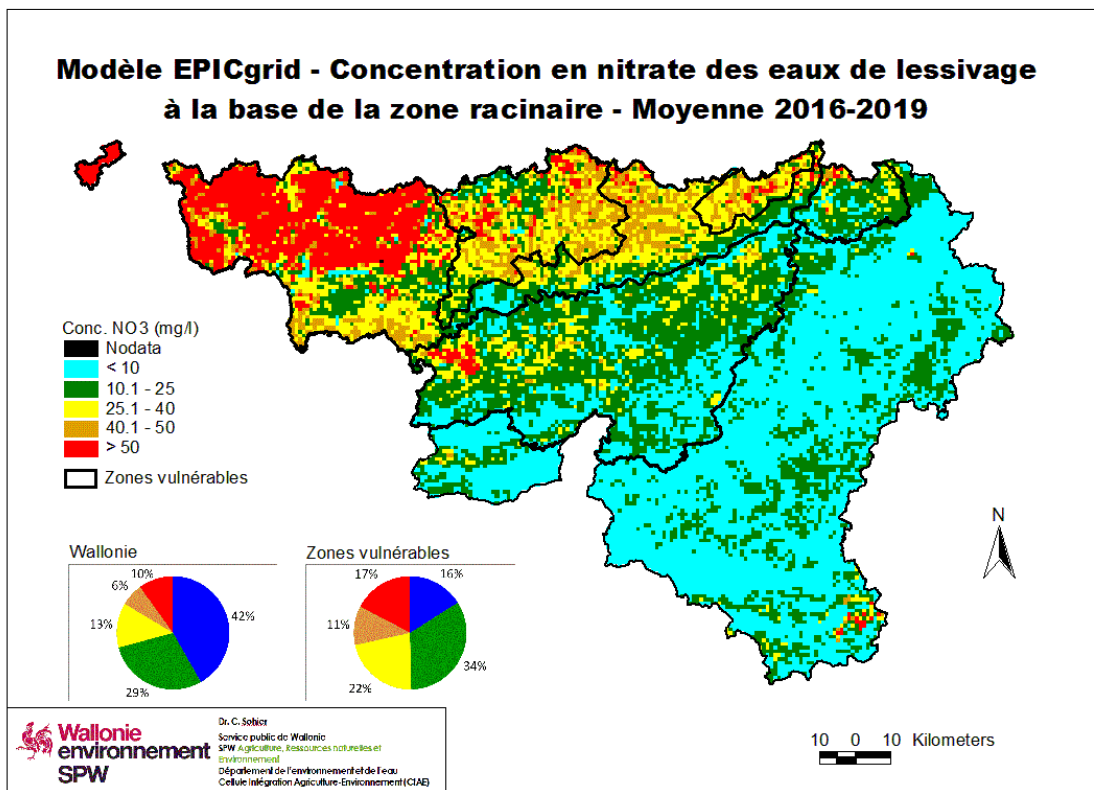 Modèle EPICgrid - Concentration en nitrate des eaux de lessivage
à la base de la zone racinaire - Moyenne 2016-2019
Conc. NO3 (mg/l)
Nodata
< 10
10.1 - 25
25.1 - 40
40.1 - 50
> 50
Zones vulnérables
N
Wallonie
10%
6%
13%
29%
42%
Zones vulnérables
17%
16%
11%
22%
34%
Wallonie
environnement
SPW
Dr. C. Sohier
Service public de Wallonie
SPW Agriculture, Ressources naturelles et
Environnement
Département de l'environnement et de l'eau
Cellule Intégration Agriculture-Environnement (CIAE)
10 0 10 Kilometers